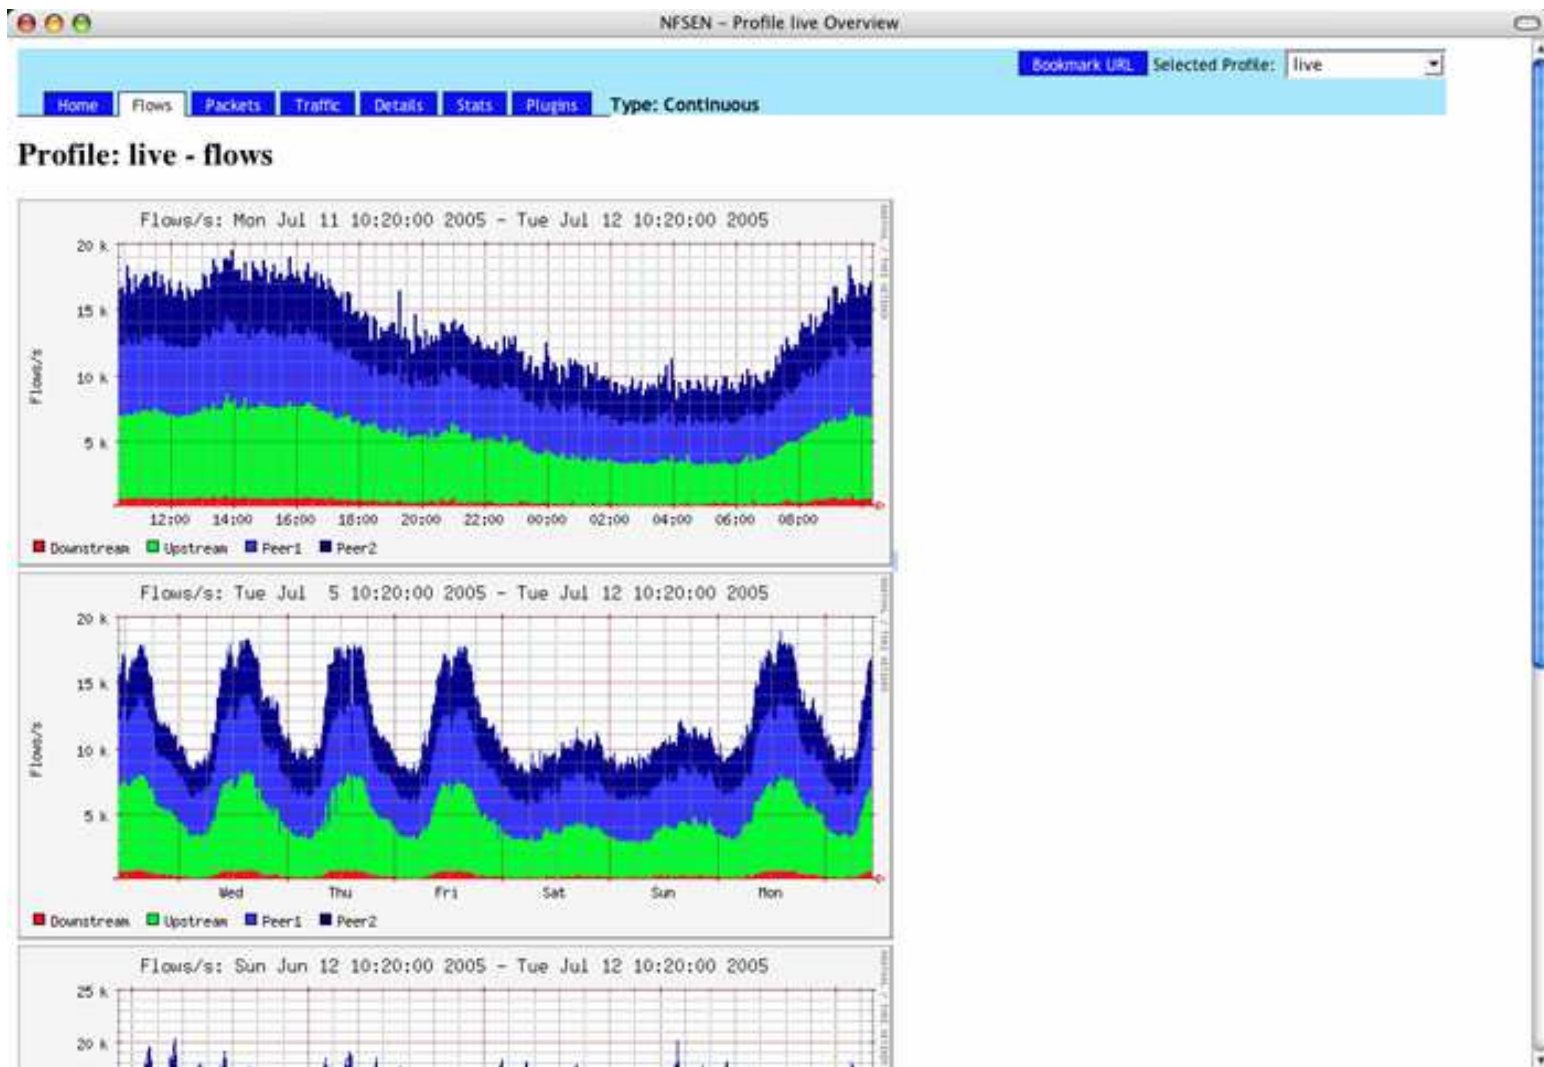 NFSEN - Profile live Overview
Bookmark URL Selected Profile: live
Home Flows Packets Traffic Details Stats Plugins Type: Continuous
Profile: live - flows
Flows/s: Mon Jul 11 10:20:00 2005 - Tue Jul 12 10:20:00 2005
20 k
15 k
10 k
5 k
Flows/s
12:00 14:00 16:00 18:00 20:00 22:00 00:00 02:00 04:00 06:00 08:00
Downstream Upstream Peer1 Peer2
Flows/s: Tue Jul 5 10:20:00 2005 - Tue Jul 12 10:20:00 2005
20 k
15 k
10 k
5 k
Flows/s
Wed Thu Fri Sat Sun Mon
Downstream Upstream Peer1 Peer2
Flows/s: Sun Jun 12 10:20:00 2005 - Tue Jul 12 10:20:00 2005
25 k
20 k